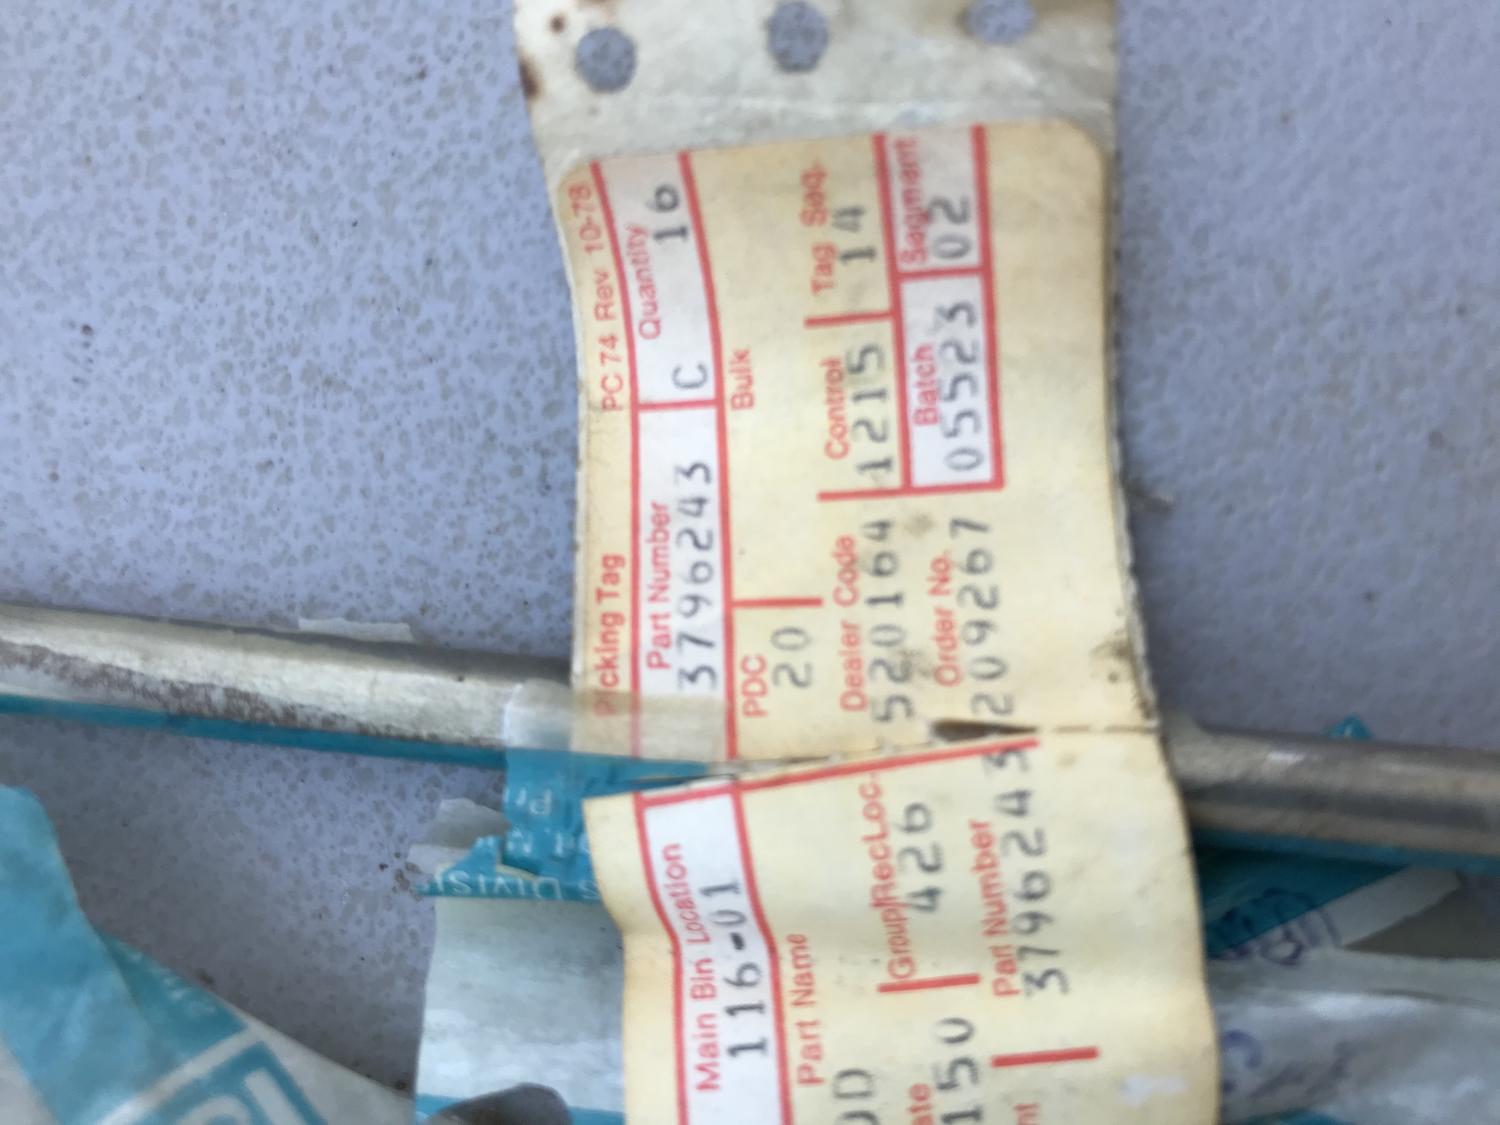 Picking Tag PC 74 Rev 10-78
Part Number Quantity
3796243 C 16
PDC Bulk
20
Dealer Code Control Tag Seq.
520164 1215 14
Order No. Batch Segment
209267 05523 02
Main Bin Location
116-01
Part Name
Group/RecLoc.
426
150
Part Number
3796243